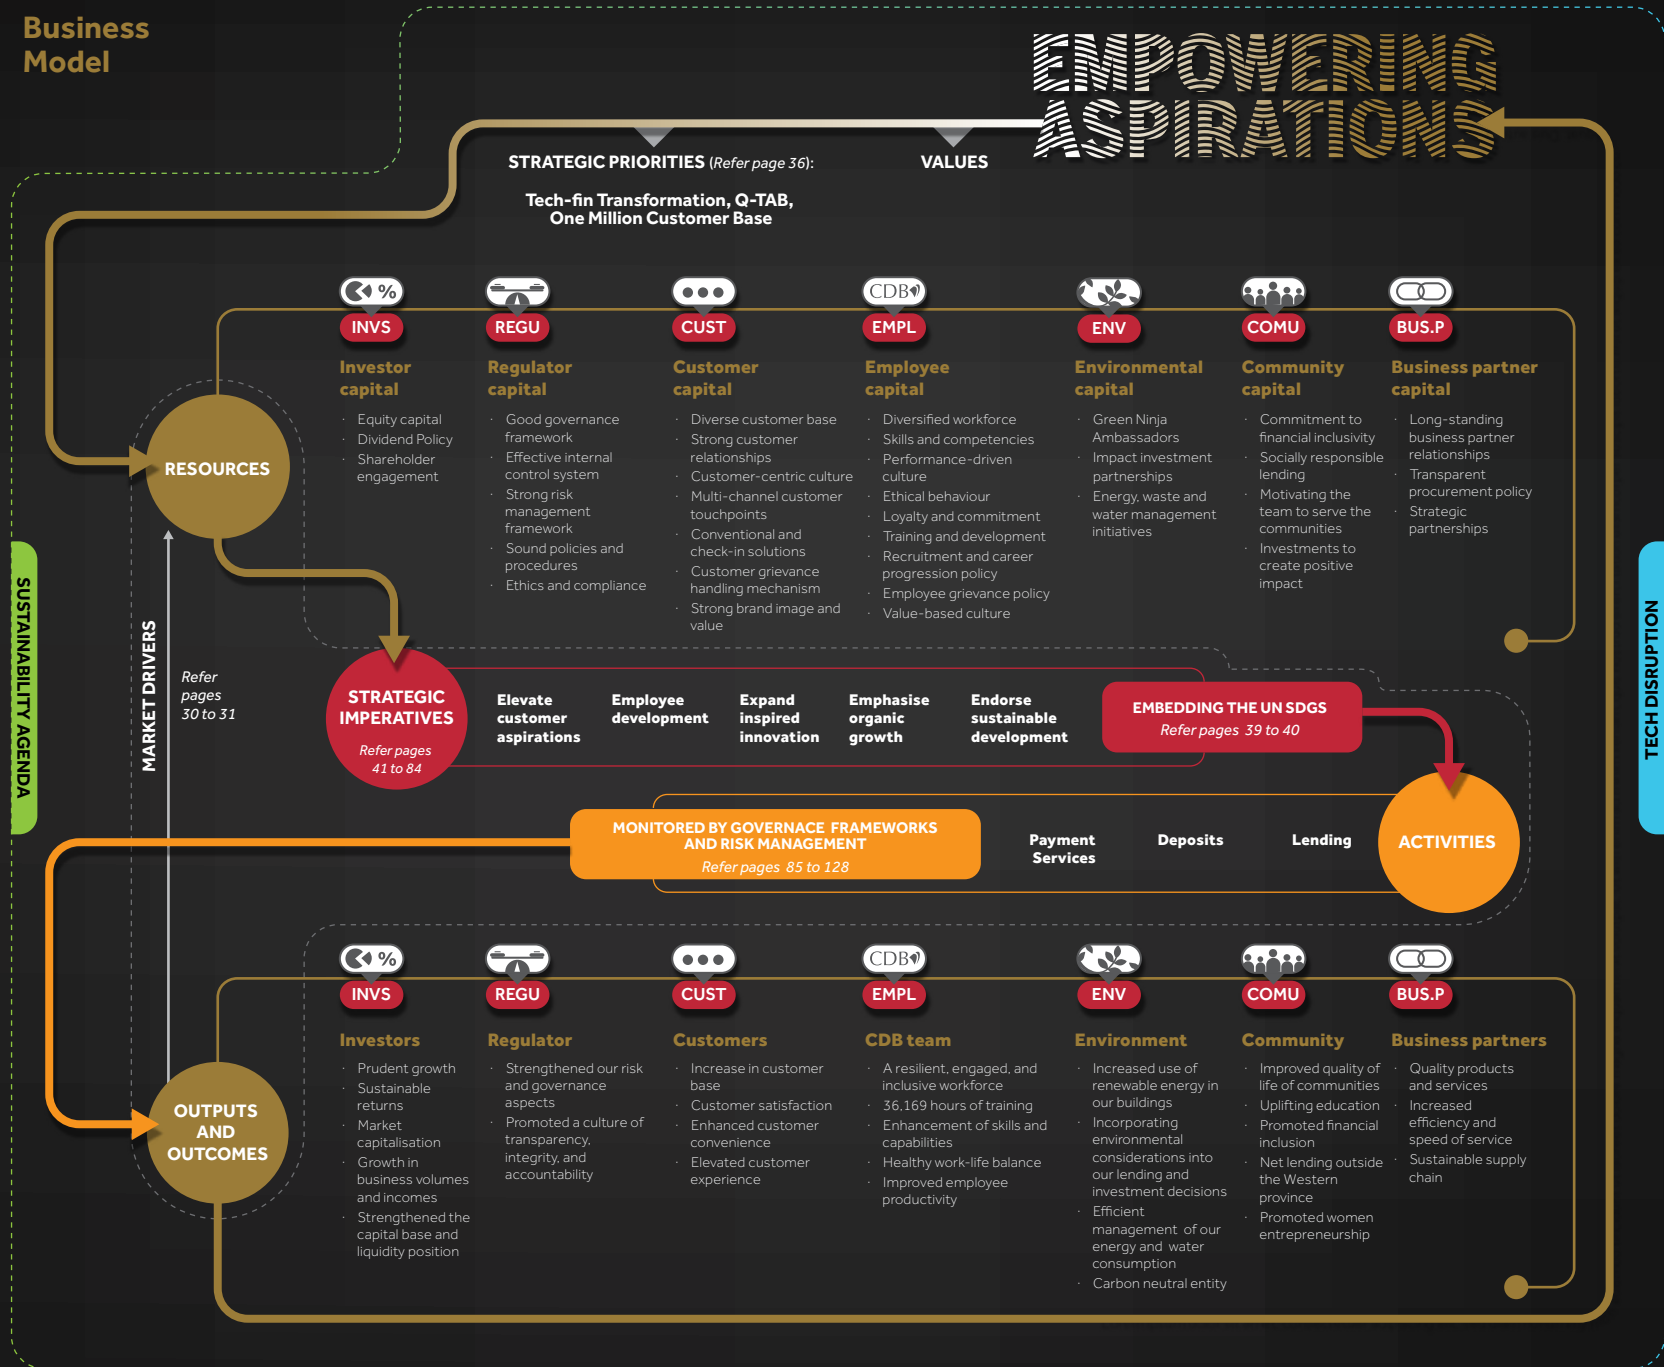 Business
Model
EMPOWERING
ASPIRATIONS
STRATEGIC PRIORITIES (Refer page 36):
VALUES
Tech-fin Transformation, Q-TAB,
One Million Customer Base
%
CDB
INVS
REGU
CUST
EMPL
ENV
COMU
BUS.P
Investor
capital
· Equity capital
· Dividend Policy
· Shareholder
engagement
Regulator
capital
· Good governance
framework
· Effective internal
control system
· Strong risk
management
framework
· Sound policies and
procedures
· Ethics and compliance
Customer
capital
· Diverse customer base
· Strong customer
relationships
· Customer-centric culture
· Multi-channel customer
touchpoints
· Conventional and
check-in solutions
· Customer grievance
handling mechanism
· Strong brand image and
value
Employee
capital
· Diversified workforce
· Skills and competencies
· Performance-driven
culture
· Ethical behaviour
· Loyalty and commitment
· Training and development
· Recruitment and career
progression policy
· Employee grievance policy
· Value-based culture
Environmental
capital
· Green Ninja
Ambassadors
· Impact investment
partnerships
· Energy, waste and
water management
initiatives
Community
capital
· Commitment to
financial inclusivity
· Socially responsible
lending
· Motivating the
team to serve the
communities
· Investments to
create positive
impact
Business partner
capital
· Long-standing
business partner
relationships
· Transparent
procurement policy
· Strategic
partnerships
RESOURCES
SUSTAINABILITY AGENDA
MARKET DRIVERS
Refer
pages
30 to 31
TECH DISRUPTION
STRATEGIC
IMPERATIVES
Refer pages
41 to 84
Elevate
customer
aspirations
Employee
development
Expand
inspired
innovation
Emphasise
organic
growth
Endorse
sustainable
development
EMBEDDING THE UN SDGS
Refer pages 39 to 40
MONITORED BY GOVERNACE FRAMEWORKS
AND RISK MANAGEMENT
Refer pages 85 to 128
Payment
Services
Deposits
Lending
ACTIVITIES
%
CDB
INVS
REGU
CUST
EMPL
ENV
COMU
BUS.P
OUTPUTS
AND
OUTCOMES
Investors
· Prudent growth
· Sustainable
returns
· Market
capitalisation
· Growth in
business volumes
and incomes
· Strengthened the
capital base and
liquidity position
Regulator
· Strengthened our risk
and governance
aspects
· Promoted a culture of
transparency,
integrity, and
accountability
Customers
· Increase in customer
base
· Customer satisfaction
· Enhanced customer
convenience
· Elevated customer
experience
CDB team
· A resilient, engaged, and
inclusive workforce
· 36,169 hours of training
· Enhancement of skills and
capabilities
· Healthy work-life balance
· Improved employee
productivity
Environment
· Increased use of
renewable energy in
our buildings
· Incorporating
environmental
considerations into
our lending and
investment decisions
· Efficient
management of our
energy and water
consumption
· Carbon neutral entity
Community
· Improved quality of
life of communities
· Uplifting education
· Promoted financial
inclusion
· Net lending outside
the Western
province
· Promoted women
entrepreneurship
Business partners
· Quality products
and services
· Increased
efficiency and
speed of service
· Sustainable supply
chain